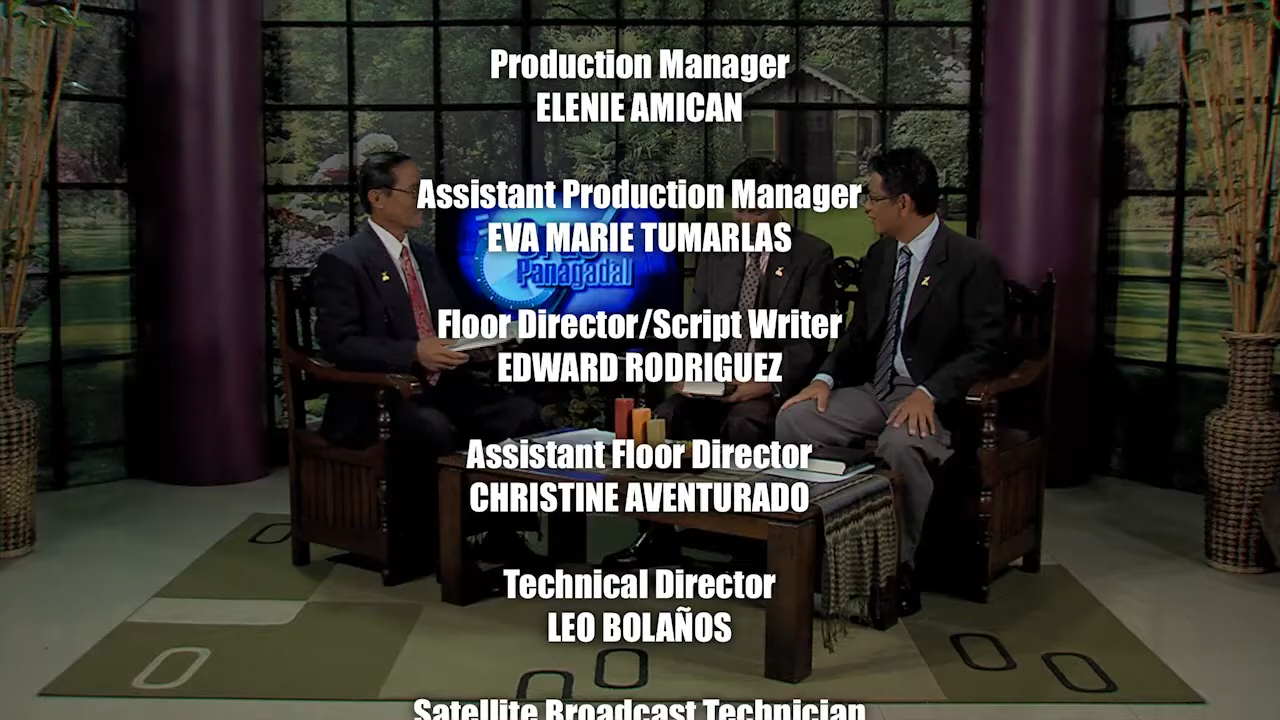 Production Manager
ELENIE AMICAN
Assistant Production Manager
EVA MARIE TUMARLAS
Panagadal
Floor Director/Script Writer
EDWARD RODRIGUEZ
Assistant Floor Director
CHRISTINE AVENTURADO
Technical Director
LEO BOLAÑOS
Satellite Broadcast Technician